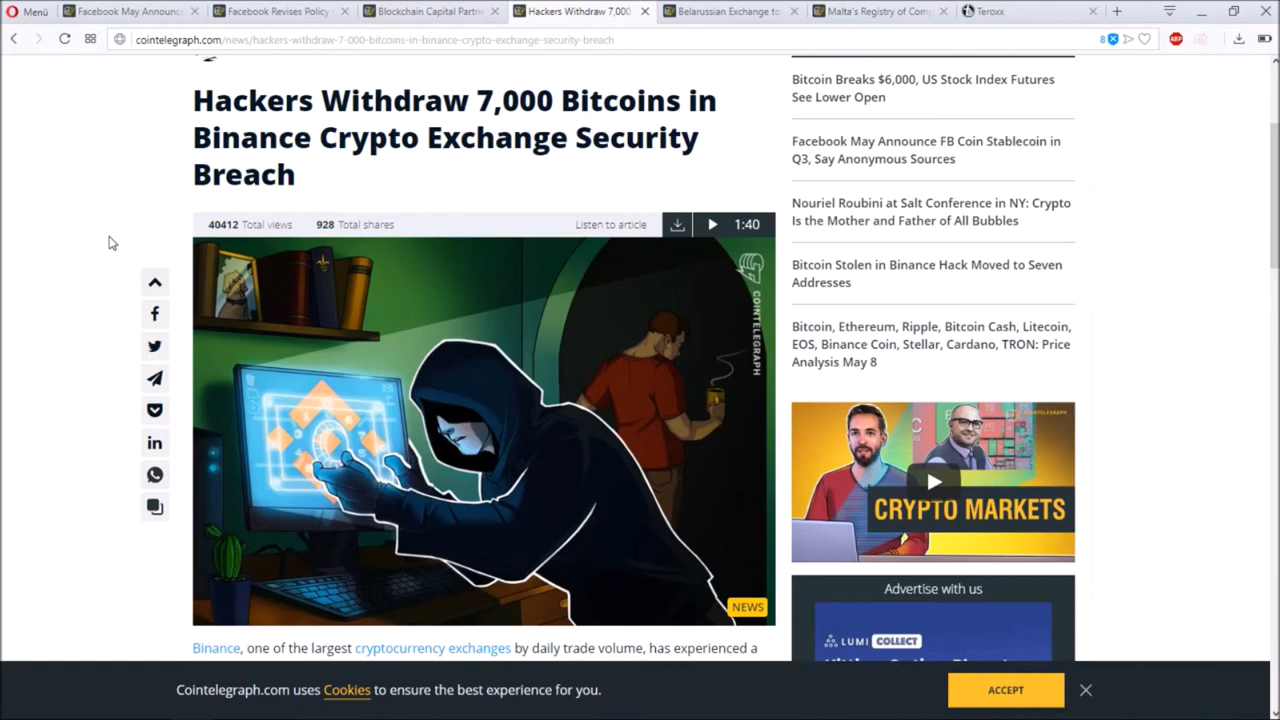 Menü
Facebook May Announc
Facebook Revises Policy
Blockchain Capital Partne
Hackers Withdraw 7,000
Belarussian Exchange to
Malta's Registry of Comp
Teroxx
cointelegraph.com/news/hackers-withdraw-7-000-bitcoins-in-binance-crypto-exchange-security-breach
8
ABP
Hackers Withdraw 7,000 Bitcoins in
Binance Crypto Exchange Security
Breach
40412 Total views 928 Total shares Listen to article 1:40
COINTELEGRAPH
NEWS
Binance, one of the largest cryptocurrency exchanges by daily trade volume, has experienced a
Bitcoin Breaks $6,000, US Stock Index Futures
See Lower Open
Facebook May Announce FB Coin Stablecoin in
Q3, Say Anonymous Sources
Nouriel Roubini at Salt Conference in NY: Crypto
Is the Mother and Father of All Bubbles
Bitcoin Stolen in Binance Hack Moved to Seven
Addresses
Bitcoin, Ethereum, Ripple, Bitcoin Cash, Litecoin,
EOS, Binance Coin, Stellar, Cardano, TRON: Price
Analysis May 8
COINTELEGRAPH
CRYPTO MARKETS
Advertise with us
LUMI COLLECT
Cointelegraph.com uses Cookies to ensure the best experience for you.
ACCEPT